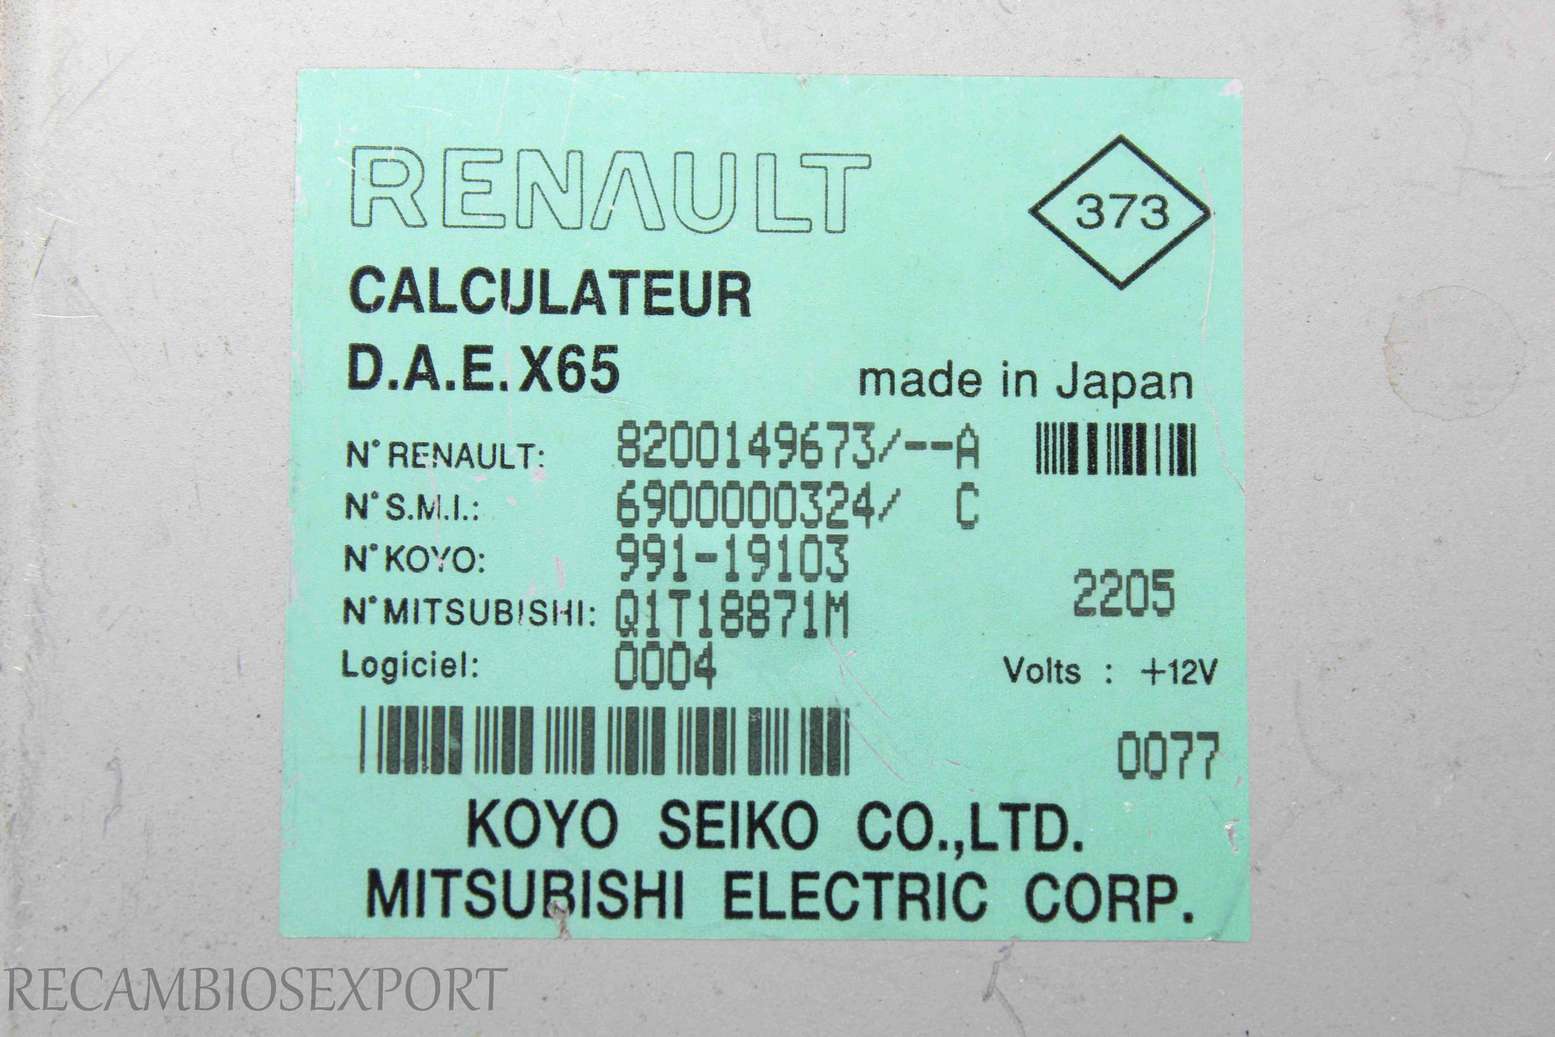 RENAULT
373
CALCULATEUR
D.A.E. X65
made in Japan
N° RENAULT: 8200149673/--A
N° S.M.I.: 6900000324/ C
N° KOYO: 991-19103
2205
N° MITSUBISHI: Q1T18871M
Logiciel: 0004
Volts : +12V
0077
KOYO SEIKO CO.,LTD.
MITSUBISHI ELECTRIC CORP.
RECAMBIOSEXPORT